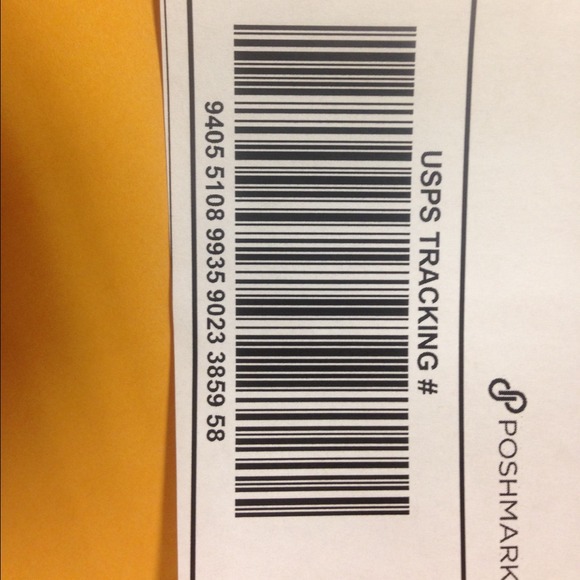 USPS TRACKING #
9405 5108 9935 9023 3859 58
POSHMARK